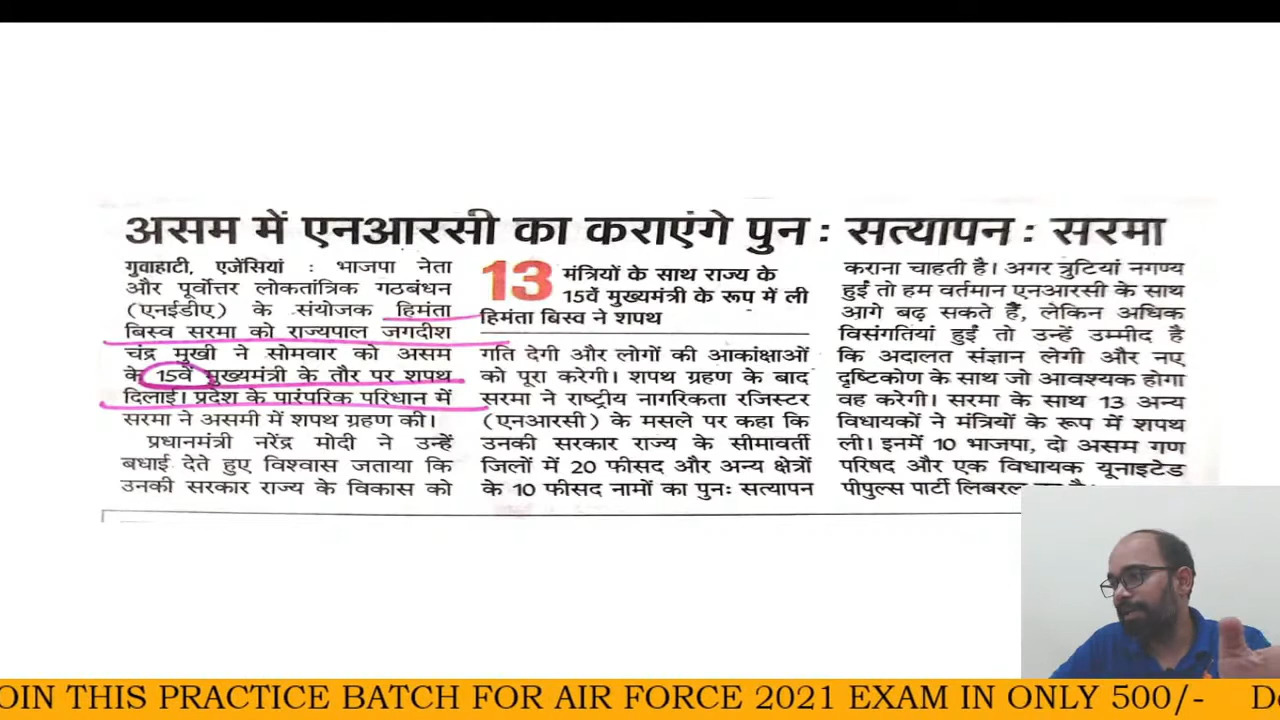 असम में एनआरसी का कराएंगे पुन: सत्यापन: सरमा
गुवाहाटी, एजेंसियां : भाजपा नेता
और पूर्वोत्तर लोकतांत्रिक गठबंधन
(एनईडीए) के संयोजक हिमंता
बिस्व सरमा को राज्यपाल जगदीश
चंद्र मुखी ने सोमवार को असम
के 15वें मुख्यमंत्री के तौर पर शपथ
दिलाई। प्रदेश के पारंपरिक परिधान में
सरमा ने असमी में शपथ ग्रहण की।
प्रधानमंत्री नरेंद्र मोदी ने उन्हें
बधाई देते हुए विश्वास जताया कि
उनकी सरकार राज्य के विकास को
13 मंत्रियों के साथ राज्य के
15वें मुख्यमंत्री के रूप में ली
हिमंता बिस्व ने शपथ
गति देगी और लोगों की आकांक्षाओं
को पूरा करेगी। शपथ ग्रहण के बाद
सरमा ने राष्ट्रीय नागरिकता रजिस्टर
(एनआरसी) के मसले पर कहा कि
उनकी सरकार राज्य के सीमावर्ती
जिलों में 20 फीसद और अन्य क्षेत्रों
के 10 फीसद नामों का पुनः सत्यापन
कराना चाहती है। अगर त्रुटियां नगण्य
हुईं तो हम वर्तमान एनआरसी के साथ
आगे बढ़ सकते हैं, लेकिन अधिक
विसंगतियां हुईं तो उन्हें उम्मीद है
कि अदालत संज्ञान लेगी और नए
दृष्टिकोण के साथ जो आवश्यक होगा
वह करेगी। सरमा के साथ 13 अन्य
विधायकों ने मंत्रियों के रूप में शपथ
ली। इनमें 10 भाजपा, दो असम गण
परिषद और एक विधायक यूनाइटेड
पीपुल्स पार्टी लिबरल
OIN THIS PRACTICE BATCH FOR AIR FORCE 2021 EXAM IN ONLY 500/-